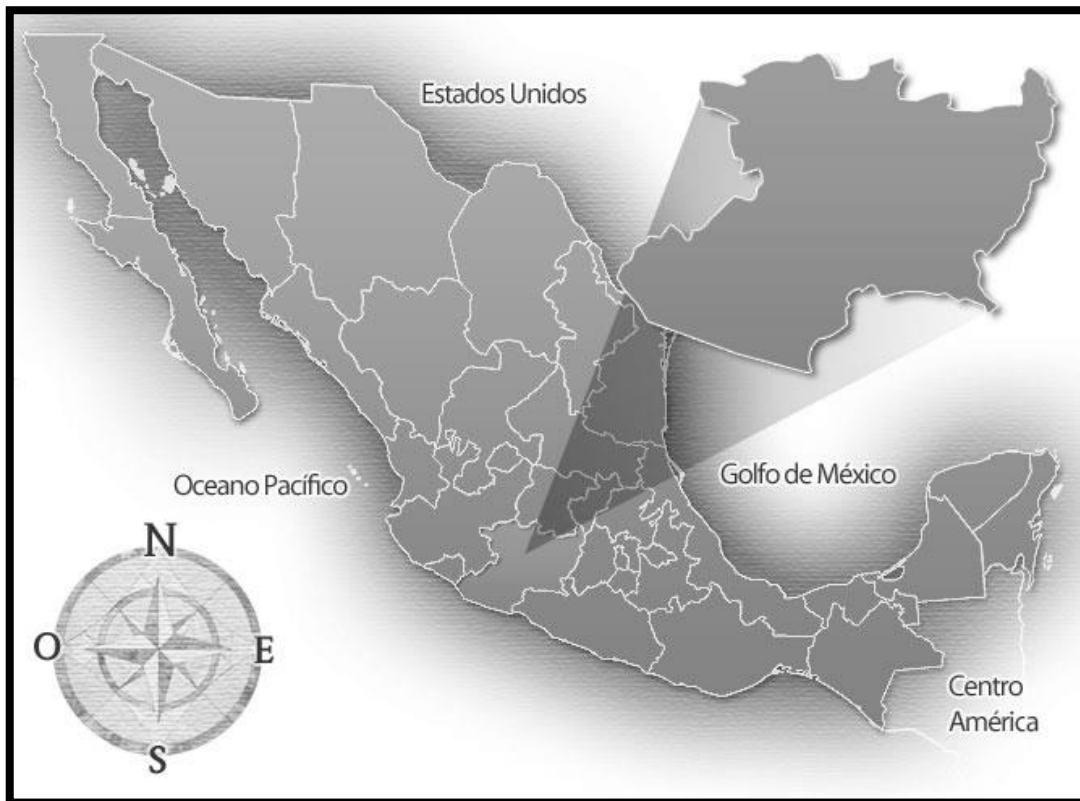 Estados Unidos
Oceano Pacífico
Golfo de México
N
O
E
S
Centro
América